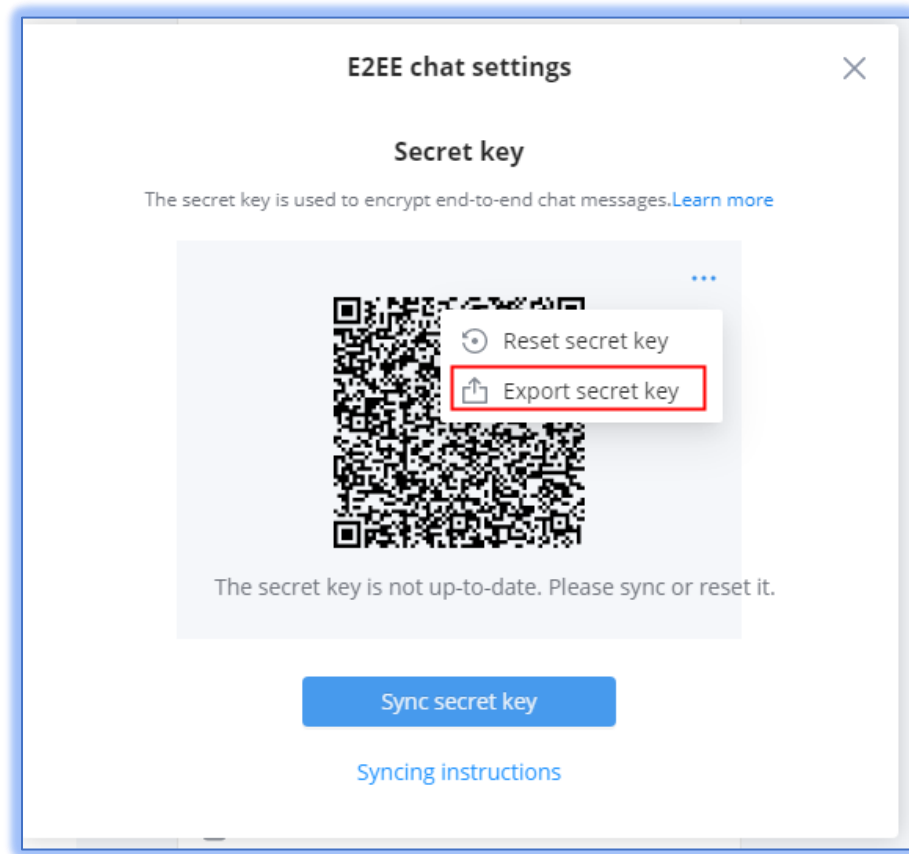 E2EE chat settings
Secret key
The secret key is used to encrypt end-to-end chat messages.Learn more
Reset secret key
Export secret key
The secret key is not up-to-date. Please sync or reset it.
Sync secret key
Syncing instructions